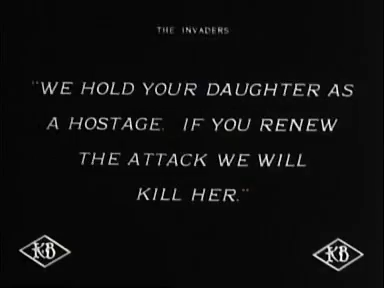 THE INVADERS
"WE HOLD YOUR DAUGHTER AS
A HOSTAGE. IF YOU RENEW
THE ATTACK WE WILL
KILL HER."
KB KB